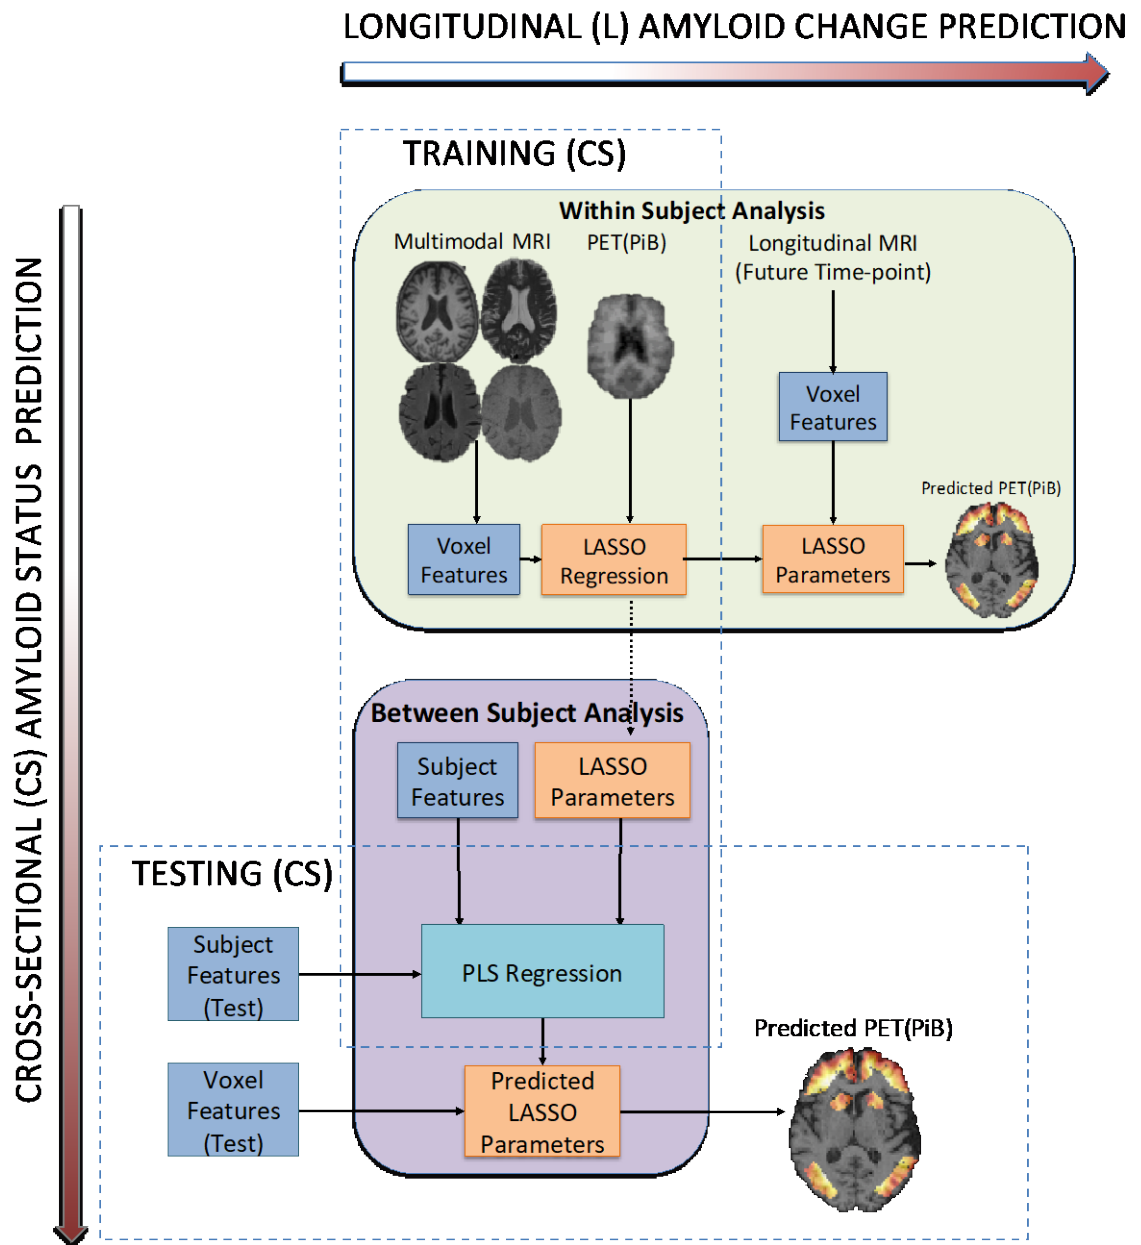 LONGITUDINAL (L) AMYLOID CHANGE PREDICTION
CROSS-SECTIONAL (CS) AMYLOID STATUS PREDICTION
TRAINING (CS)
Within Subject Analysis
Multimodal MRI
PET(PiB)
Longitudinal MRI
(Future Time-point)
Voxel
Features
Predicted PET(PiB)
Voxel
Features
LASSO
Regression
LASSO
Parameters
Between Subject Analysis
Subject
Features
LASSO
Parameters
TESTING (CS)
Subject
Features
(Test)
PLS Regression
Predicted PET(PiB)
Voxel
Features
(Test)
Predicted
LASSO
Parameters